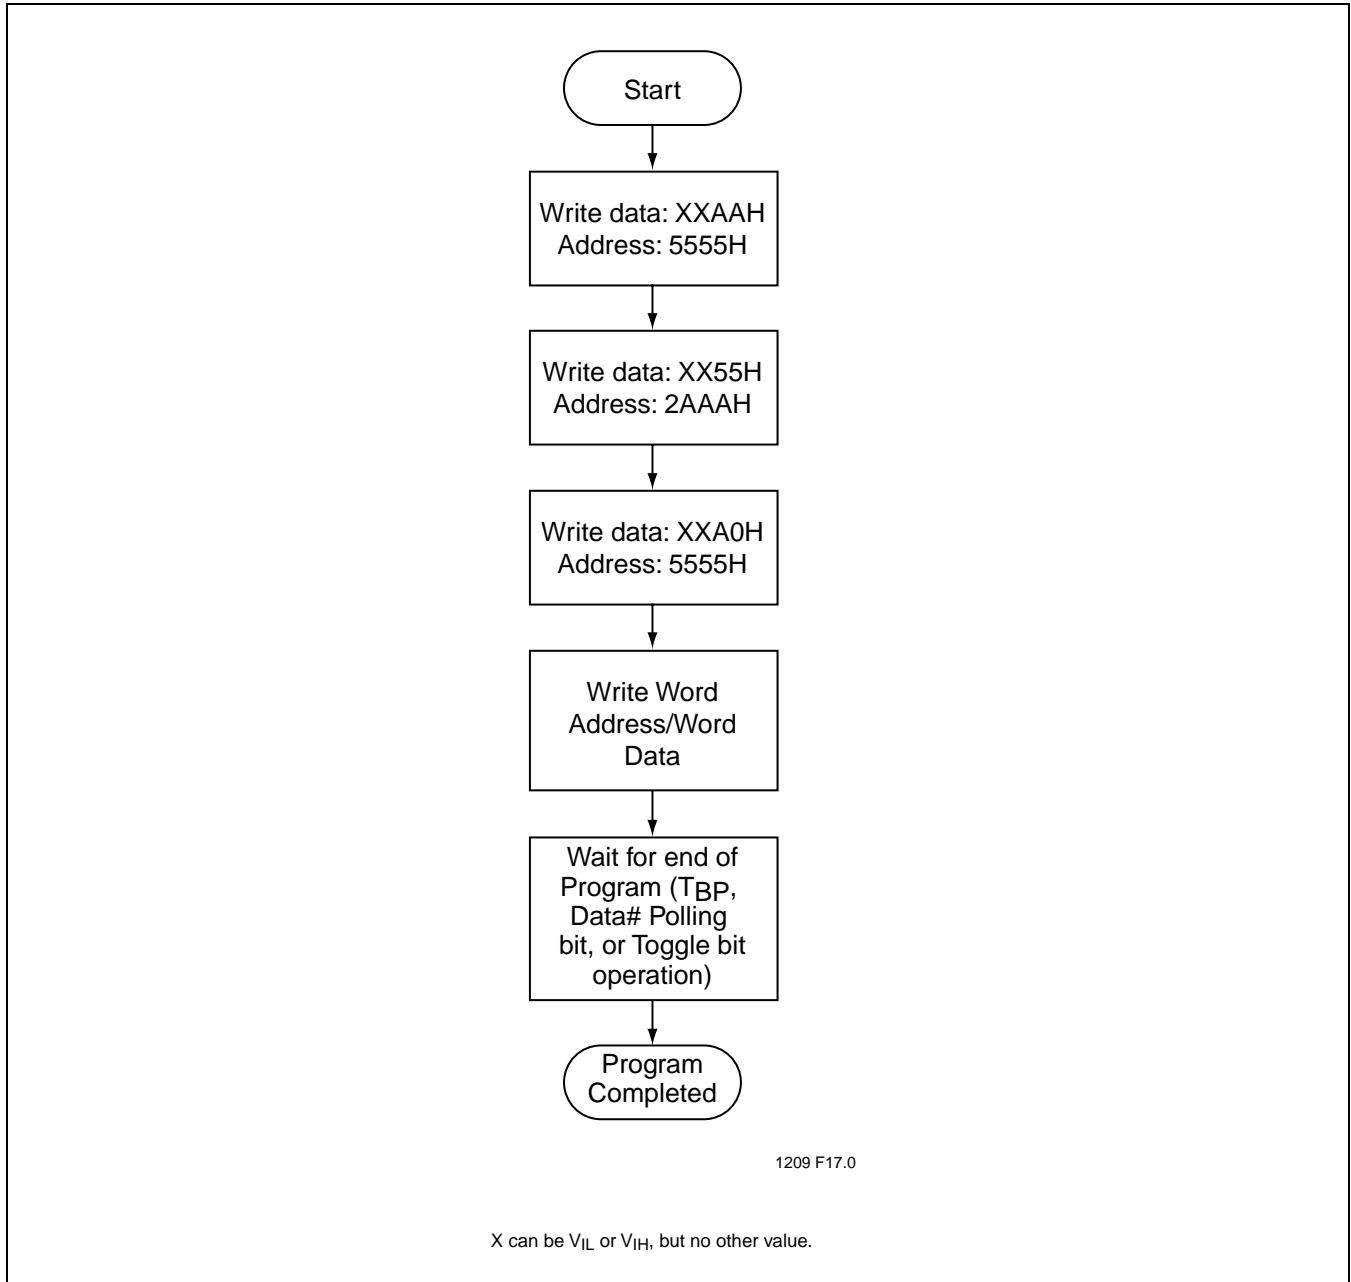 Start
Write data: XXAAH
Address: 5555H
Write data: XX55H
Address: 2AAAH
Write data: XXA0H
Address: 5555H
Write Word
Address/Word
Data
Wait for end of
Program (TBP,
Data# Polling
bit, or Toggle bit
operation)
Program
Completed
1209 F17.0
X can be VIL or VIH, but no other value.